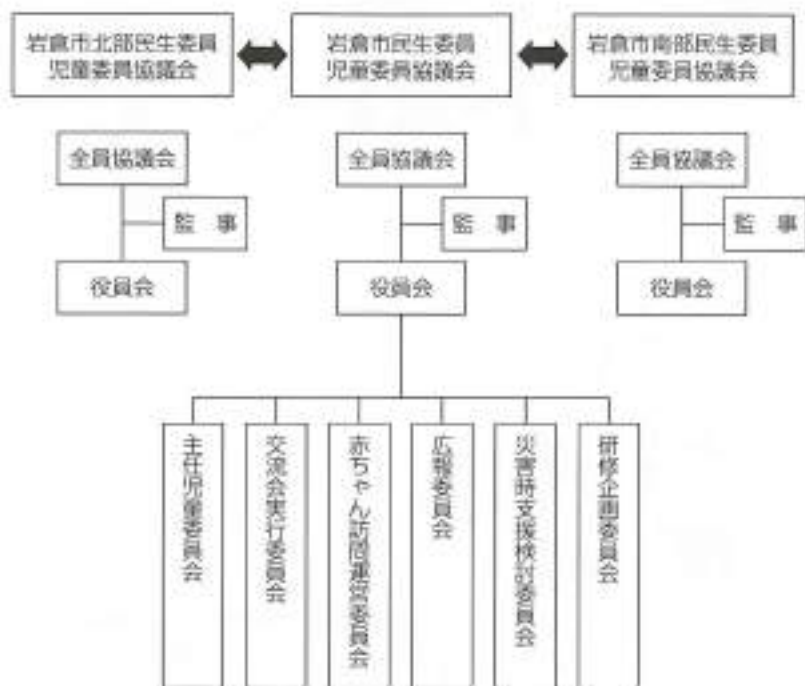 岩倉市北部民生委員
児童委員協議会
岩倉市民生委員
児童委員協議会
岩倉市南部民生委員
児童委員協議会
全員協議会
監 事
役員会
全員協議会
監 事
役員会
全員協議会
監 事
役員会
主任児童委員会
交流会実行委員会
赤ちゃん訪問運営委員会
広報委員会
災害時支援検討委員会
研修企画委員会